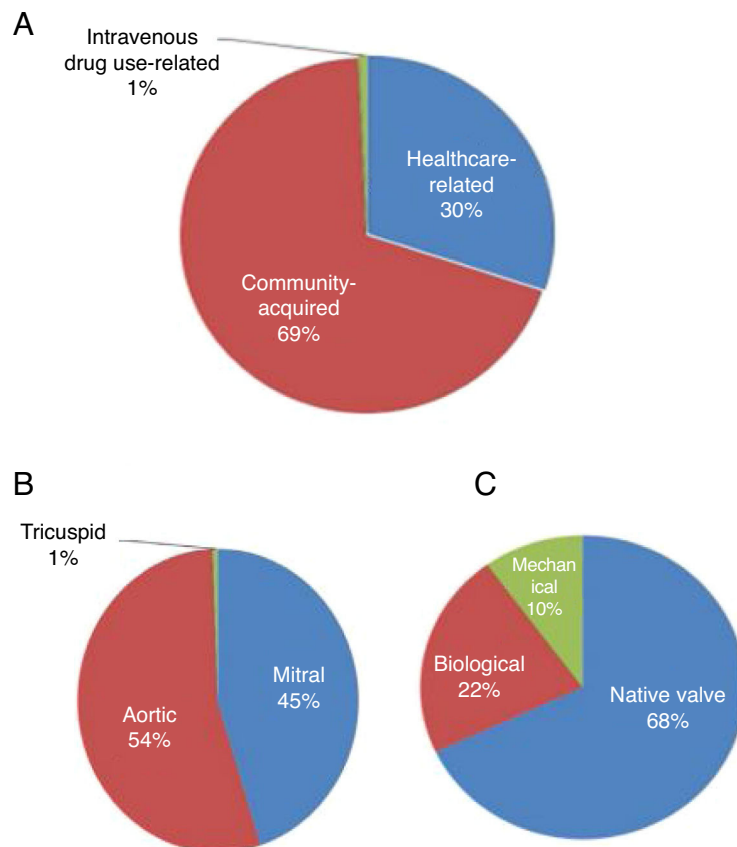 A
Intravenous
drug use-related
1%
Healthcare-
related
30%
Community-
acquired
69%
B
Tricuspid
1%
Mitral
45%
Aortic
54%
C
Mechan
ical
10%
Biological
22%
Native valve
68%